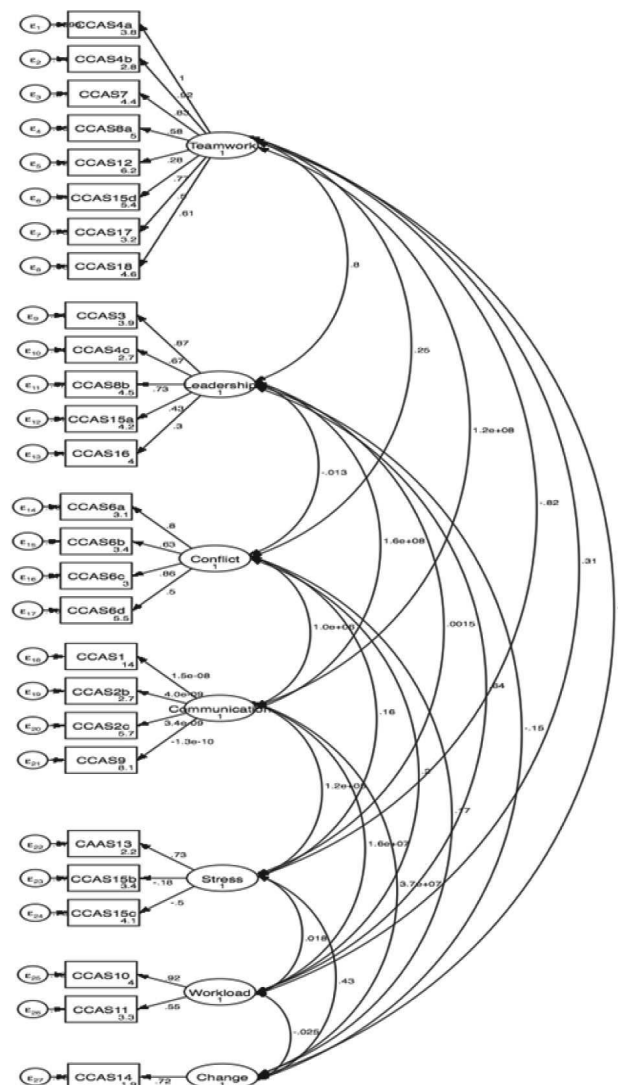 E1 CCAS4a 3.8
E2 CCAS4b 2.8
E3 CCAS7 4.4
E4 CCAS8a 5
E5 CCAS12 6.2
E6 CCAS15d 5.4
E7 CCAS17 3.2
E8 CCAS18 4.6
1
.92
.83
.58
.28
.77
.61
Teamwork 1
.8
.25
1.2e+08
-.82
.31
E9 CCAS3 3.9
E10 CCAS4c 2.7
E11 CCAS8b 4.5
E12 CCAS15a 4.2
E13 CCAS16 4
.87
.67
.73
.43
.3
Leadership 1
-.013
1.6e+08
.0015
-.15
E14 CCAS6a 3.1
E15 CCAS6b 3.4
E16 CCAS6c 3
E17 CCAS6d 5.5
.8
.63
.86
.5
Conflict 1
.16
.2
E18 CCAS1 14
E19 CCAS2b 2.7
E20 CCAS2c 5.7
E21 CCAS9 8.1
1.5e-08
4.0e-09
3.4e-09
-1.3e-10
Communication 1
1.6e+07
3.7e+07
E22 CAAS13 2.2
E23 CCAS15b 3.4
E24 CCAS15c 4.1
.73
-.18
-.5
Stress 1
.018
.43
E25 CCAS10 4
E26 CCAS11 3.3
.92
.55
Workload 1
-.025
E27 CCAS14
.72
Change